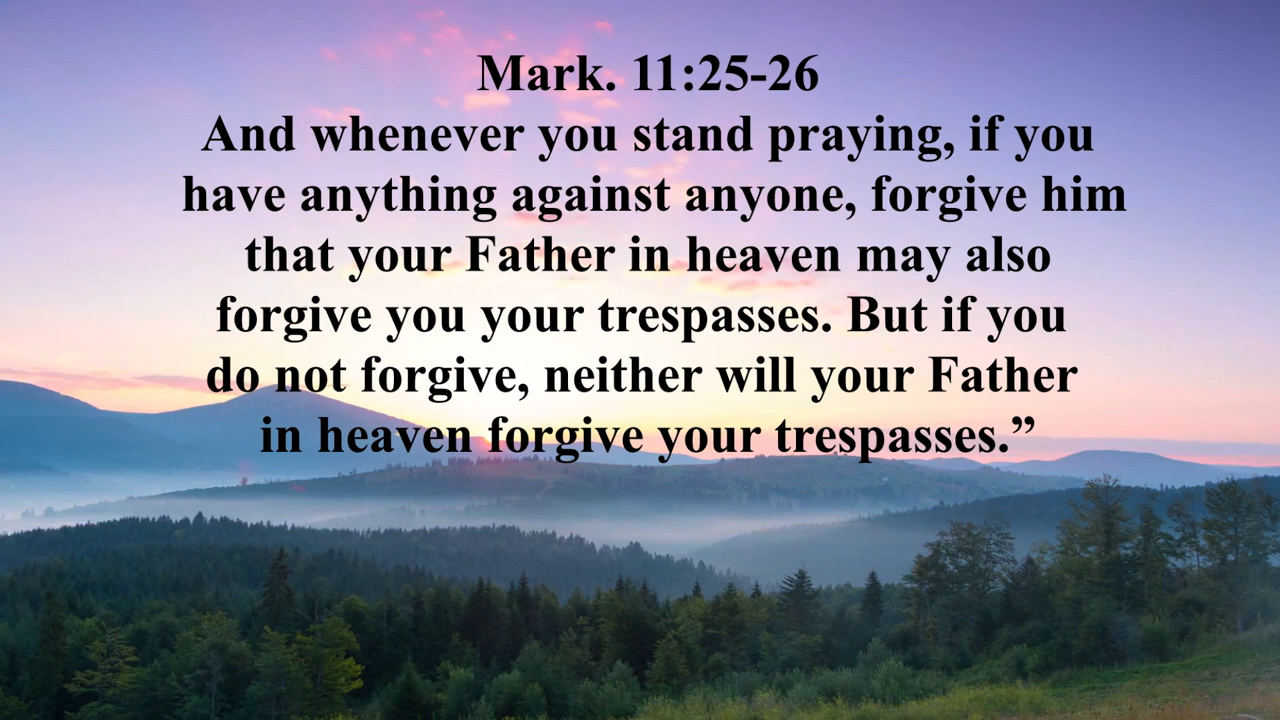 Mark. 11:25-26
And whenever you stand praying, if you
have anything against anyone, forgive him
that your Father in heaven may also
forgive you your trespasses. But if you
do not forgive, neither will your Father
in heaven forgive your trespasses.”